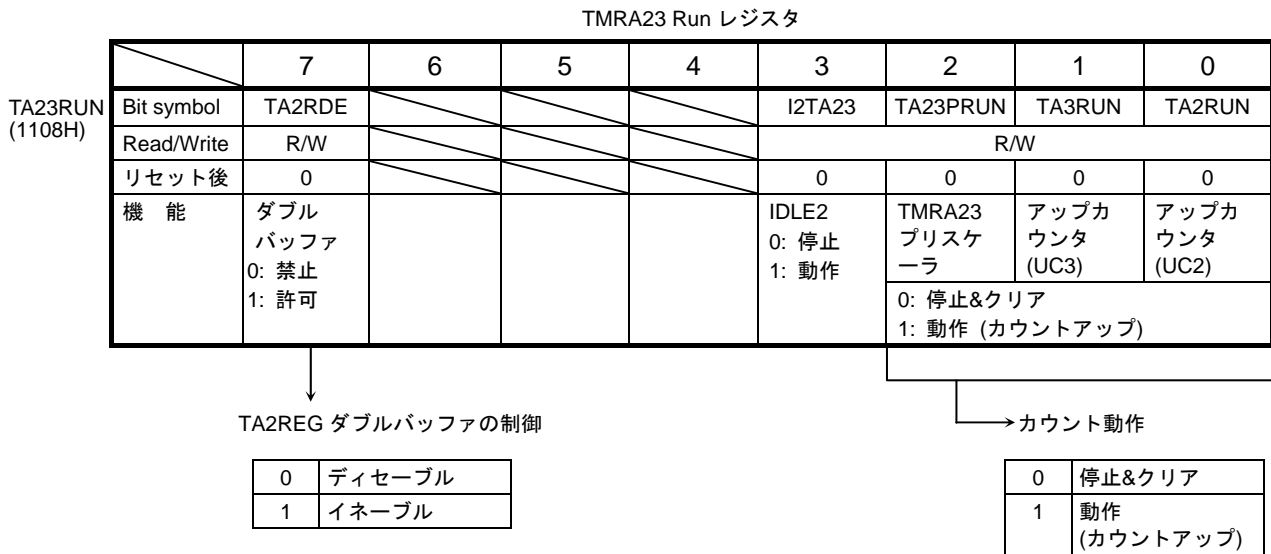 TMRA23 Run レジスタ
7 6 5 4 3 2 1 0
TA23RUN
(1108H)
Bit symbol TA2RDE I2TA23 TA23PRUN TA3RUN TA2RUN
Read/Write R/W R/W
リセット後 0 0 0 0 0
機 能
ダブル
バッファ
0: 禁止
1: 許可
IDLE2
0: 停止
1: 動作
TMRA23
プリスケ
ーラ
アップカ
ウンタ
(UC3)
アップカ
ウンタ
(UC2)
0: 停止&クリア
1: 動作 (カウントアップ)
TA2REG ダブルバッファの制御
0 ディセーブル
1 イネーブル
カウント動作
0 停止&クリア
1 動作
(カウントアップ)